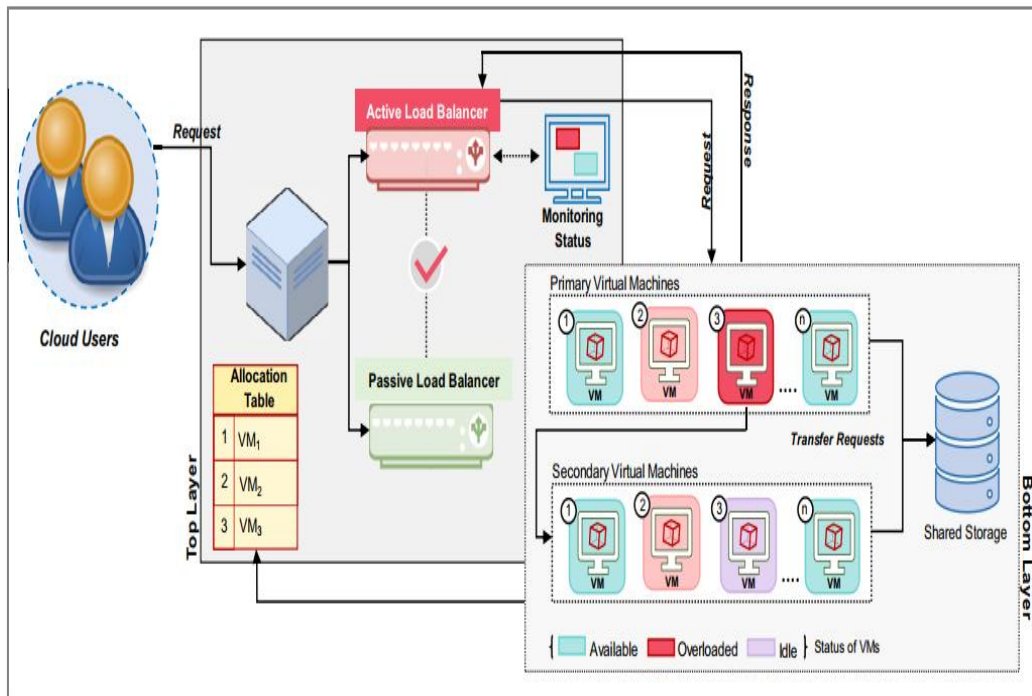 Request
Cloud Users
Active Load Balancer
Monitoring
Status
Passive Load Balancer
Allocation
Table
1 VM1
2 VM2
3 VM3
Top Layer
Request
Response
Primary Virtual Machines
1 2 3 n
VM VM VM .... VM
Transfer Requests
Secondary Virtual Machines
1 2 3 n
VM VM VM .... VM
Shared Storage
Bottom Layer
{ Available Overloaded Idle } Status of VMs